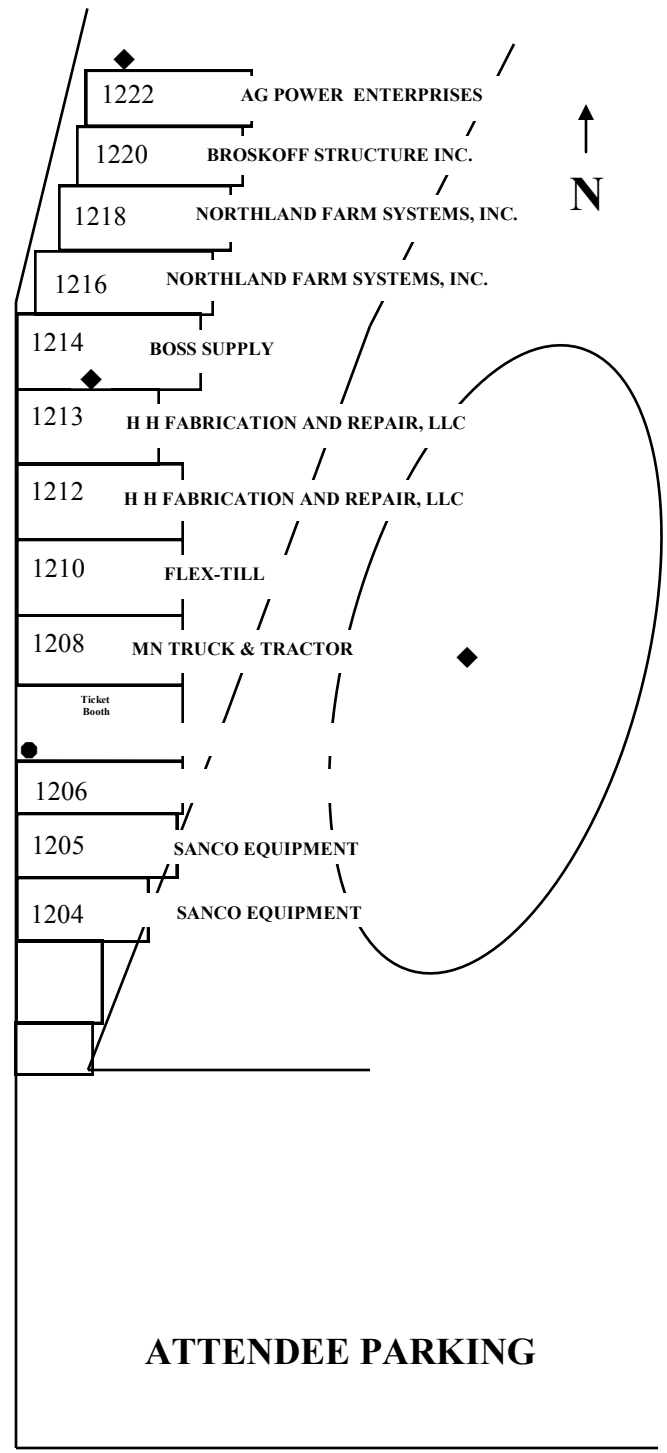 1222 AG POWER ENTERPRISES
1220 BROSKOFF STRUCTURE INC.
N
1218 NORTHLAND FARM SYSTEMS, INC.
1216 NORTHLAND FARM SYSTEMS, INC.
1214 BOSS SUPPLY
1213 H H FABRICATION AND REPAIR, LLC
1212 H H FABRICATION AND REPAIR, LLC
1210 FLEX-TILL
1208 MN TRUCK & TRACTOR
Ticket
Booth
1206
1205 SANCO EQUIPMENT
1204 SANCO EQUIPMENT
ATTENDEE PARKING